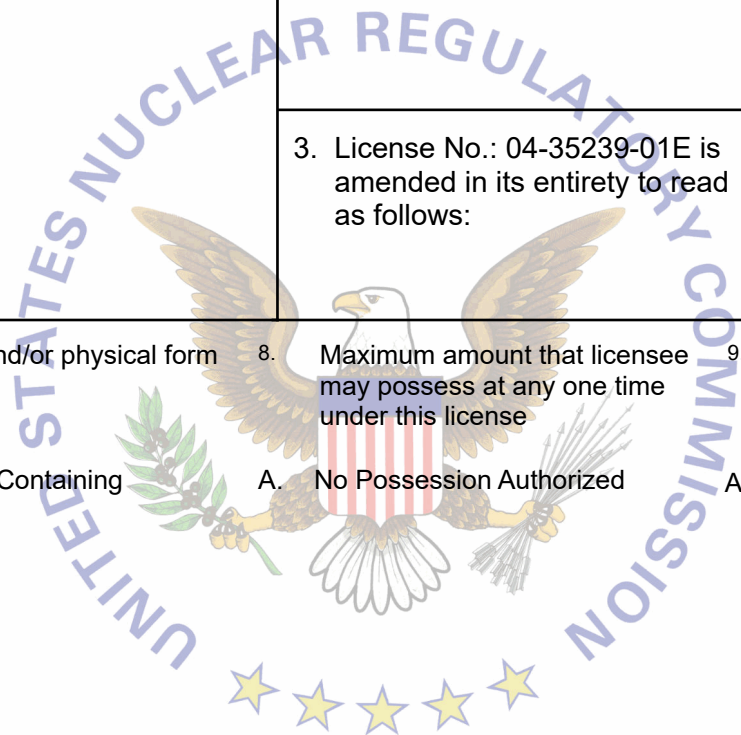 UNITED STATES NUCLEAR REGULATORY COMMISSION
3. License No.: 04-35239-01E is
amended in its entirety to read
as follows:
nd/or physical form
8. Maximum amount that licensee
may possess at any one time
under this license
9
Containing
A. No Possession Authorized
A